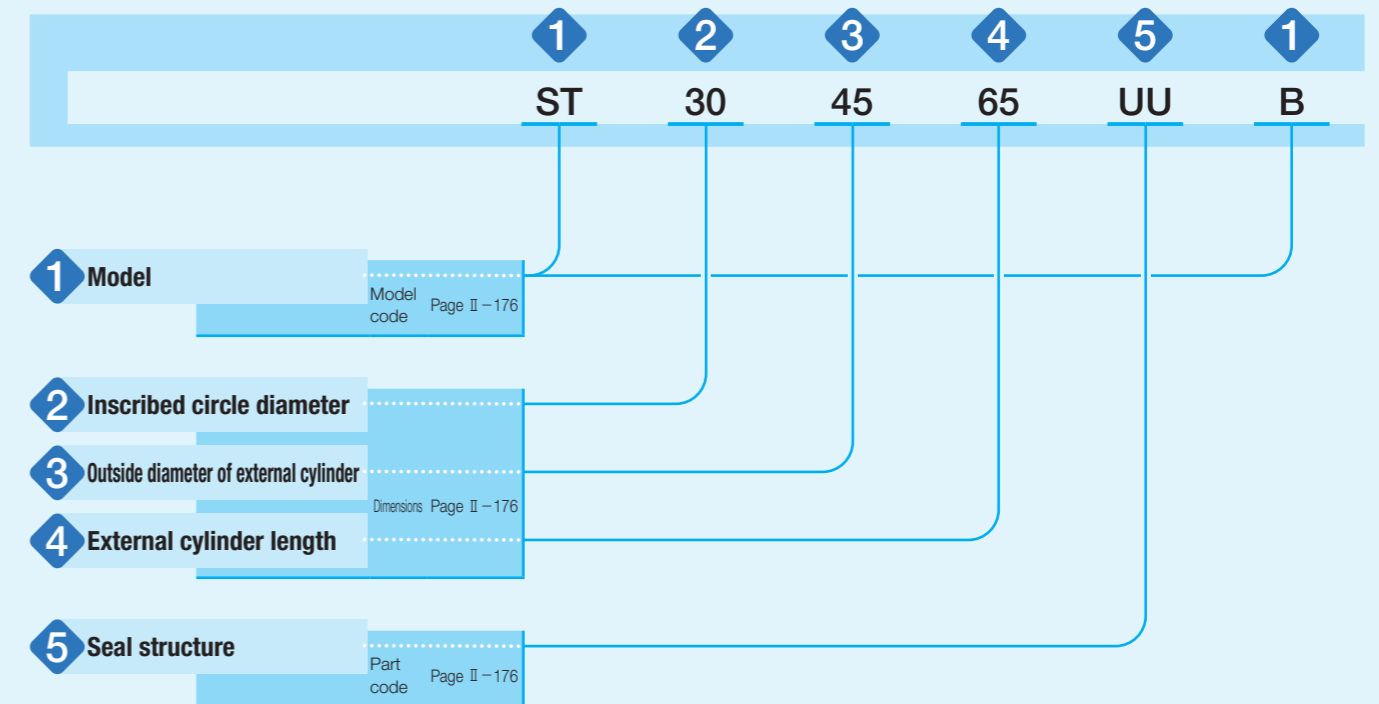 1 2 3 4 5 1
ST 30 45 65 UU B
1 Model
Model code Page Ⅱ－176
2 Inscribed circle diameter
3 Outside diameter of external cylinder
Dimensions Page Ⅱ－176
4 External cylinder length
5 Seal structure
Part code Page Ⅱ－176